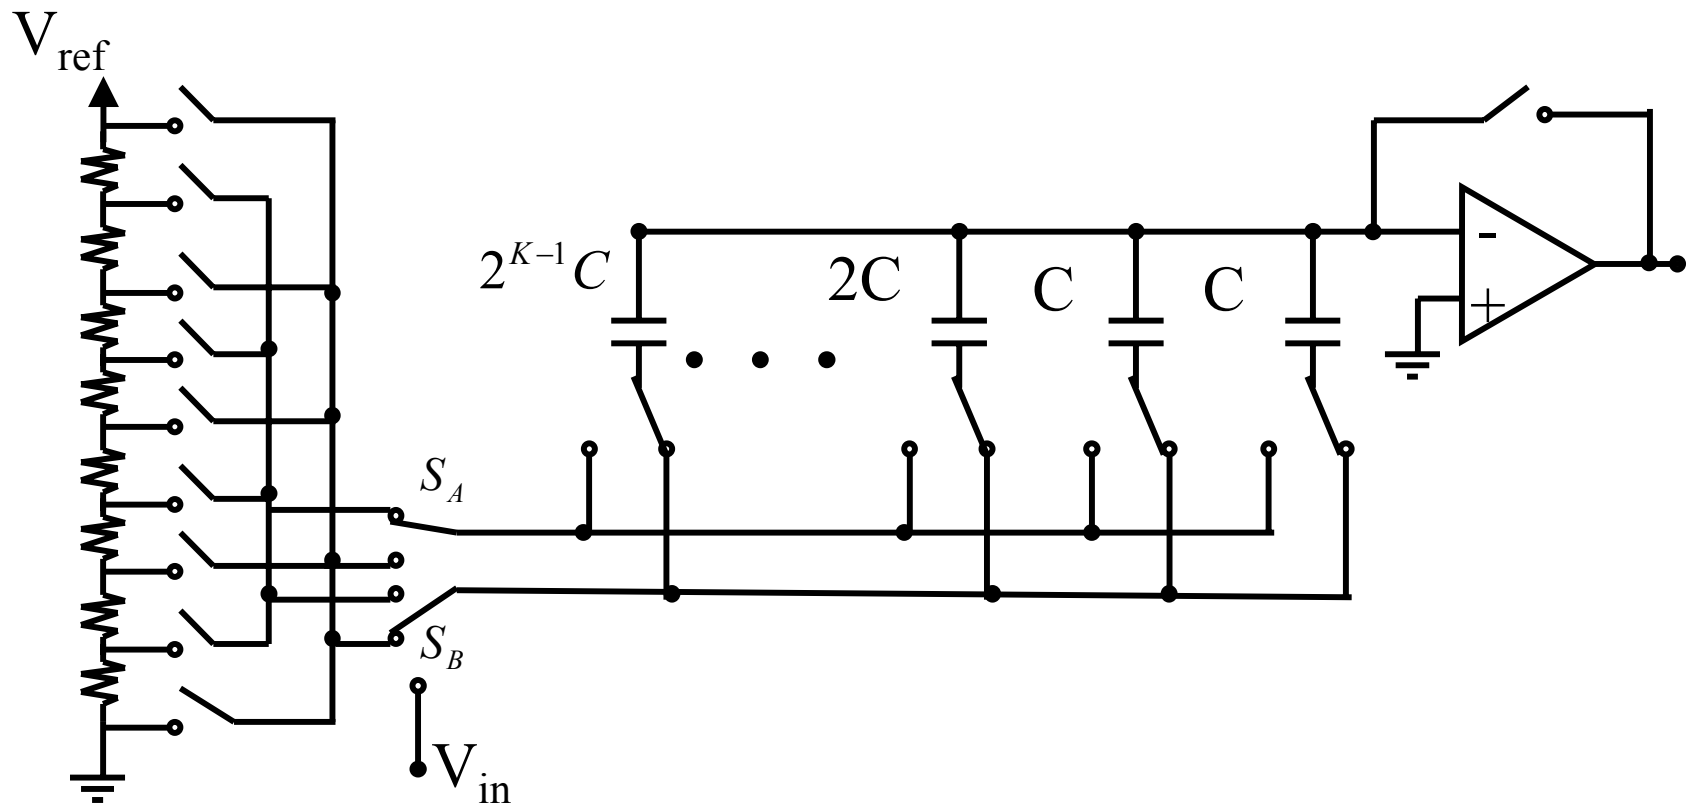 V_ref
2^{K-1}C
2C
C
C
-
+
S_A
S_B
V_in